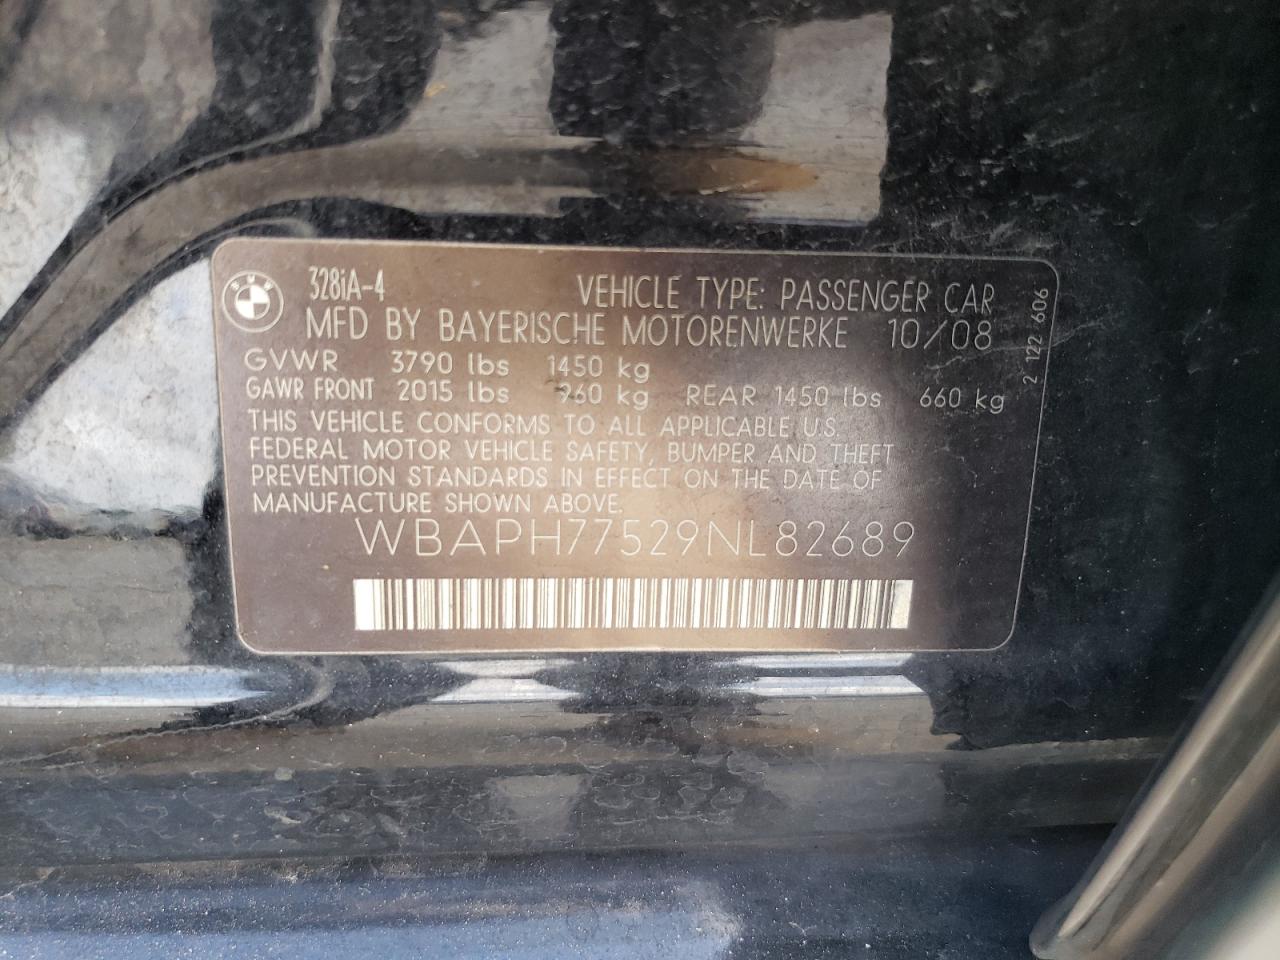 BMW
328iA-4 VEHICLE TYPE: PASSENGER CAR
MFD BY BAYERISCHE MOTORENWERKE 10/08
GVWR 3790 lbs 1450 kg
GAWR FRONT 2015 lbs 960 kg REAR 1450 lbs 660 kg
THIS VEHICLE CONFORMS TO ALL APPLICABLE U.S.
FEDERAL MOTOR VEHICLE SAFETY, BUMPER AND THEFT
PREVENTION STANDARDS IN EFFECT ON THE DATE OF
MANUFACTURE SHOWN ABOVE.
WBAPH77529NL82689
2 122 606